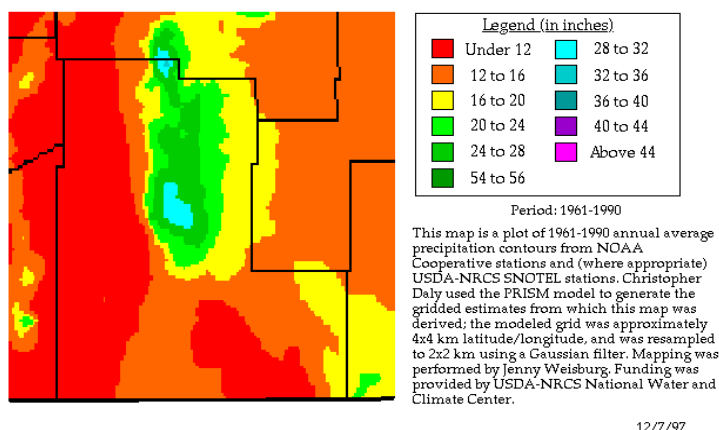 Legend (in inches)
Under 12
12 to 16
16 to 20
20 to 24
24 to 28
54 to 56
28 to 32
32 to 36
36 to 40
40 to 44
Above 44
Period: 1961-1990
This map is a plot of 1961-1990 annual average
precipitation contours from NOAA
Cooperative stations and (where appropriate)
USDA-NRCS SNOTEL stations. Christopher
Daly used the PRISM model to generate the
gridded estimates from which this map was
derived; the modeled grid was approximately
4x4 km latitude/longitude, and was resampled
to 2x2 km using a Gaussian filter. Mapping was
performed by Jenny Weisburg. Funding was
provided by USDA-NRCS National Water and
Climate Center.
12/7/97